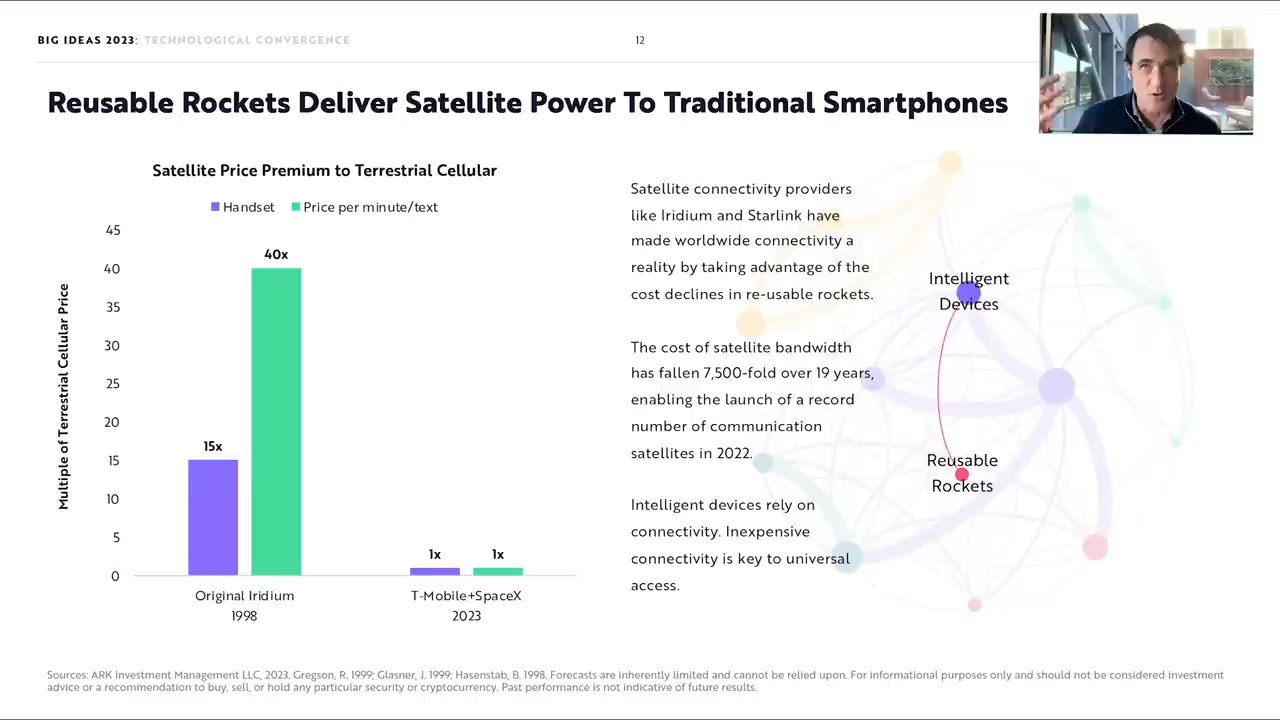 BIG IDEAS 2023: TECHNOLOGICAL CONVERGENCE
12
Reusable Rockets Deliver Satellite Power To Traditional Smartphones
Satellite Price Premium to Terrestrial Cellular
Handset
Price per minute/text
Multiple of Terrestrial Cellular Price
45
40
35
30
25
20
15
10
5
0
15x
40x
1x
1x
Original Iridium
1998
T-Mobile+SpaceX
2023
Satellite connectivity providers
like Iridium and Starlink have
made worldwide connectivity a
reality by taking advantage of the
cost declines in re-usable rockets.
The cost of satellite bandwidth
has fallen 7,500-fold over 19 years,
enabling the launch of a record
number of communication
satellites in 2022.
Intelligent devices rely on
connectivity. Inexpensive
connectivity is key to universal
access.
Intelligent
Devices
Reusable
Rockets
Sources: ARK Investment Management LLC, 2023. Gregson, R. 1999; Glasner, J. 1999; Hasenstab, B. 1998. Forecasts are inherently limited and cannot be relied upon. For informational purposes only and should not be considered investment
advice or a recommendation to buy, sell, or hold any particular security or cryptocurrency. Past performance is not indicative of future results.